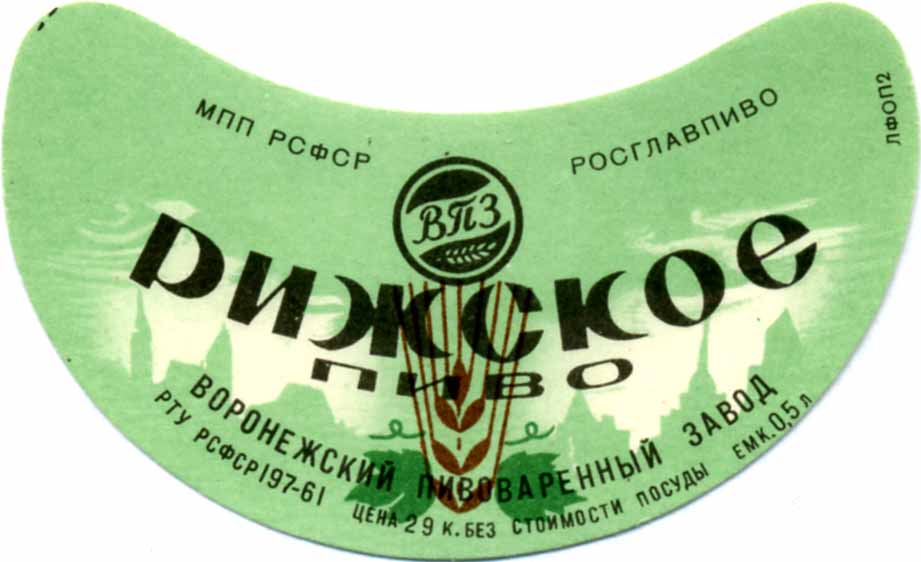 МПП РСФСР
РОСГЛАВПИВО
ЛФОП2
ВПЗ
РИЖСКОЕ
ПИВО
ВОРОНЕЖСКИЙ ПИВОВАРЕННЫЙ ЗАВОД
РТУ РСФСР 197-61 ЦЕНА 29 К. БЕЗ СТОИМОСТИ ПОСУДЫ ЕМК. 0,5 Л